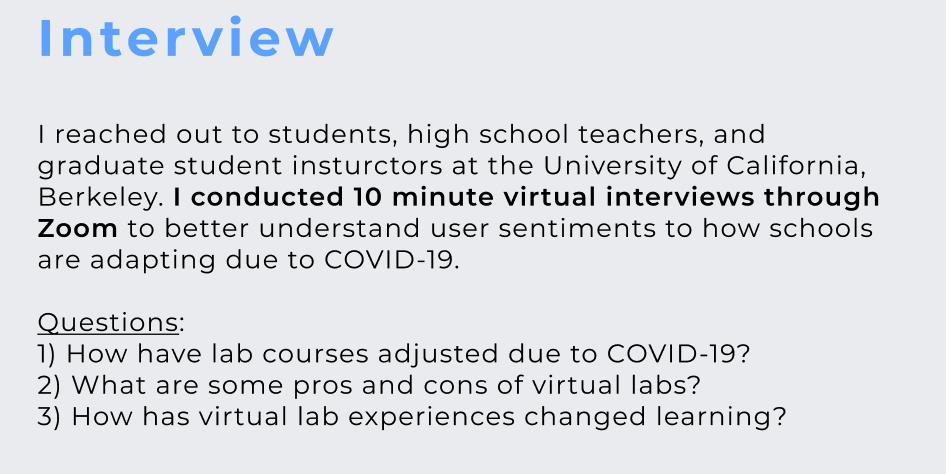 Interview
I reached out to students, high school teachers, and
graduate student insturctors at the University of California,
Berkeley. I conducted 10 minute virtual interviews through
Zoom to better understand user sentiments to how schools
are adapting due to COVID-19.
Questions:
1) How have lab courses adjusted due to COVID-19?
2) What are some pros and cons of virtual labs?
3) How has virtual lab experiences changed learning?